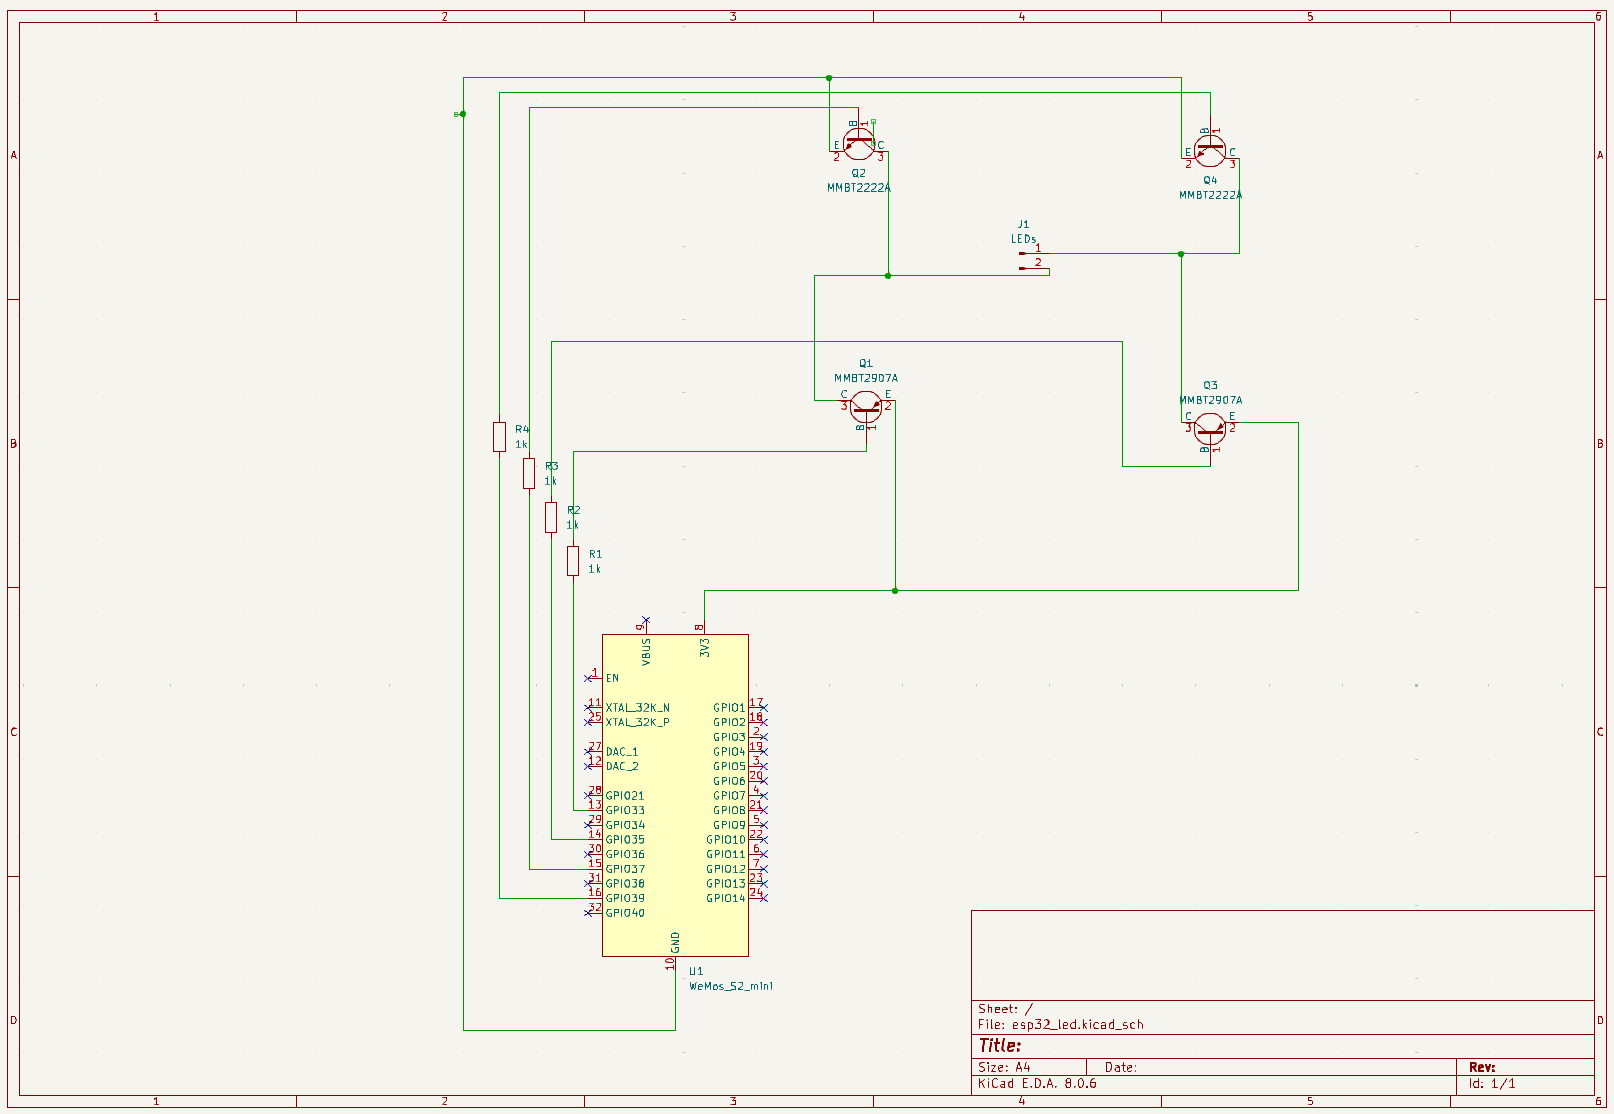 1 2 3 4 5 6
A
B
1
E C
2 3
Q2
MMBT2222A
B
1
E C
2 3
Q4
MMBT2222A
A
J1
LEDs
1
2
Q1
MMBT2907A
C E
3 2
B
1
Q3
MMBT2907A
C E
3 2
B
1
B
R4
1k
R3
1k
R2
1k
R1
1k
B
9
VBUS
8
3V3
1 EN
11 XTAL_32K_N GPIO1 17
25 XTAL_32K_P GPIO2 18
GPIO3 2
27 DAC_1 GPIO4 19
12 DAC_2 GPIO5 3
GPIO6 20
28 GPIO21 GPIO7 4
13 GPIO33 GPIO8 21
29 GPIO34 GPIO9 5
14 GPIO35 GPIO10 22
30 GPIO36 GPIO11 6
15 GPIO37 GPIO12 7
31 GPIO38 GPIO13 23
16 GPIO39 GPIO14 24
32 GPIO40
GND
10
U1
WeMos_S2_mini
C
C
D
D
Sheet: /
File: esp32_led.kicad_sch
Title:
Size: A4 Date: Rev:
KiCad E.D.A. 8.0.6 Id: 1/1
1 2 3 4 5 6